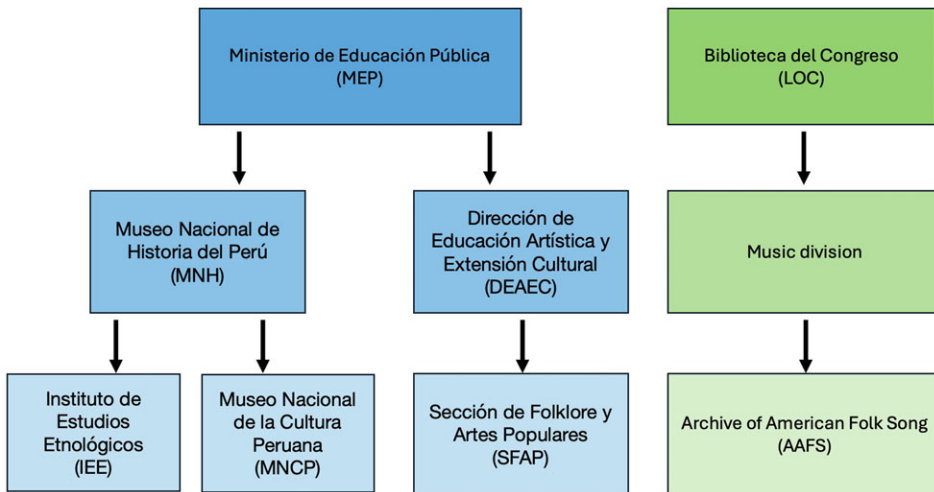 Ministerio de Educación Pública
(MEP)
Biblioteca del Congreso
(LOC)
Museo Nacional de
Historia del Perú
(MNH)
Dirección de
Educación Artística y
Extensión Cultural
(DEAEC)
Music division
Instituto de
Estudios
Etnológicos
(IEE)
Museo Nacional
de la Cultura
Peruana
(MNCP)
Sección de Folklore y
Artes Populares
(SFAP)
Archive of American Folk Song
(AAFS)